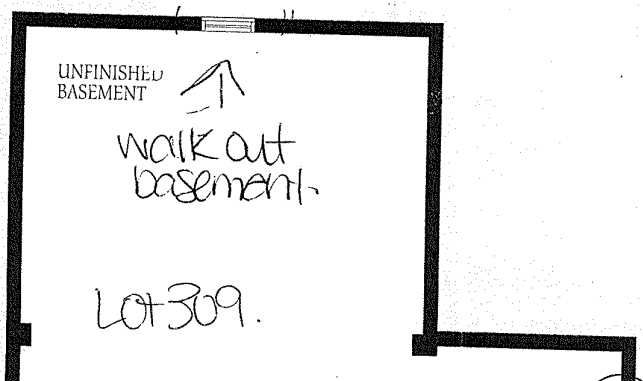 UNFINISHED
BASEMENT
walk out
basement.
Lot 309.